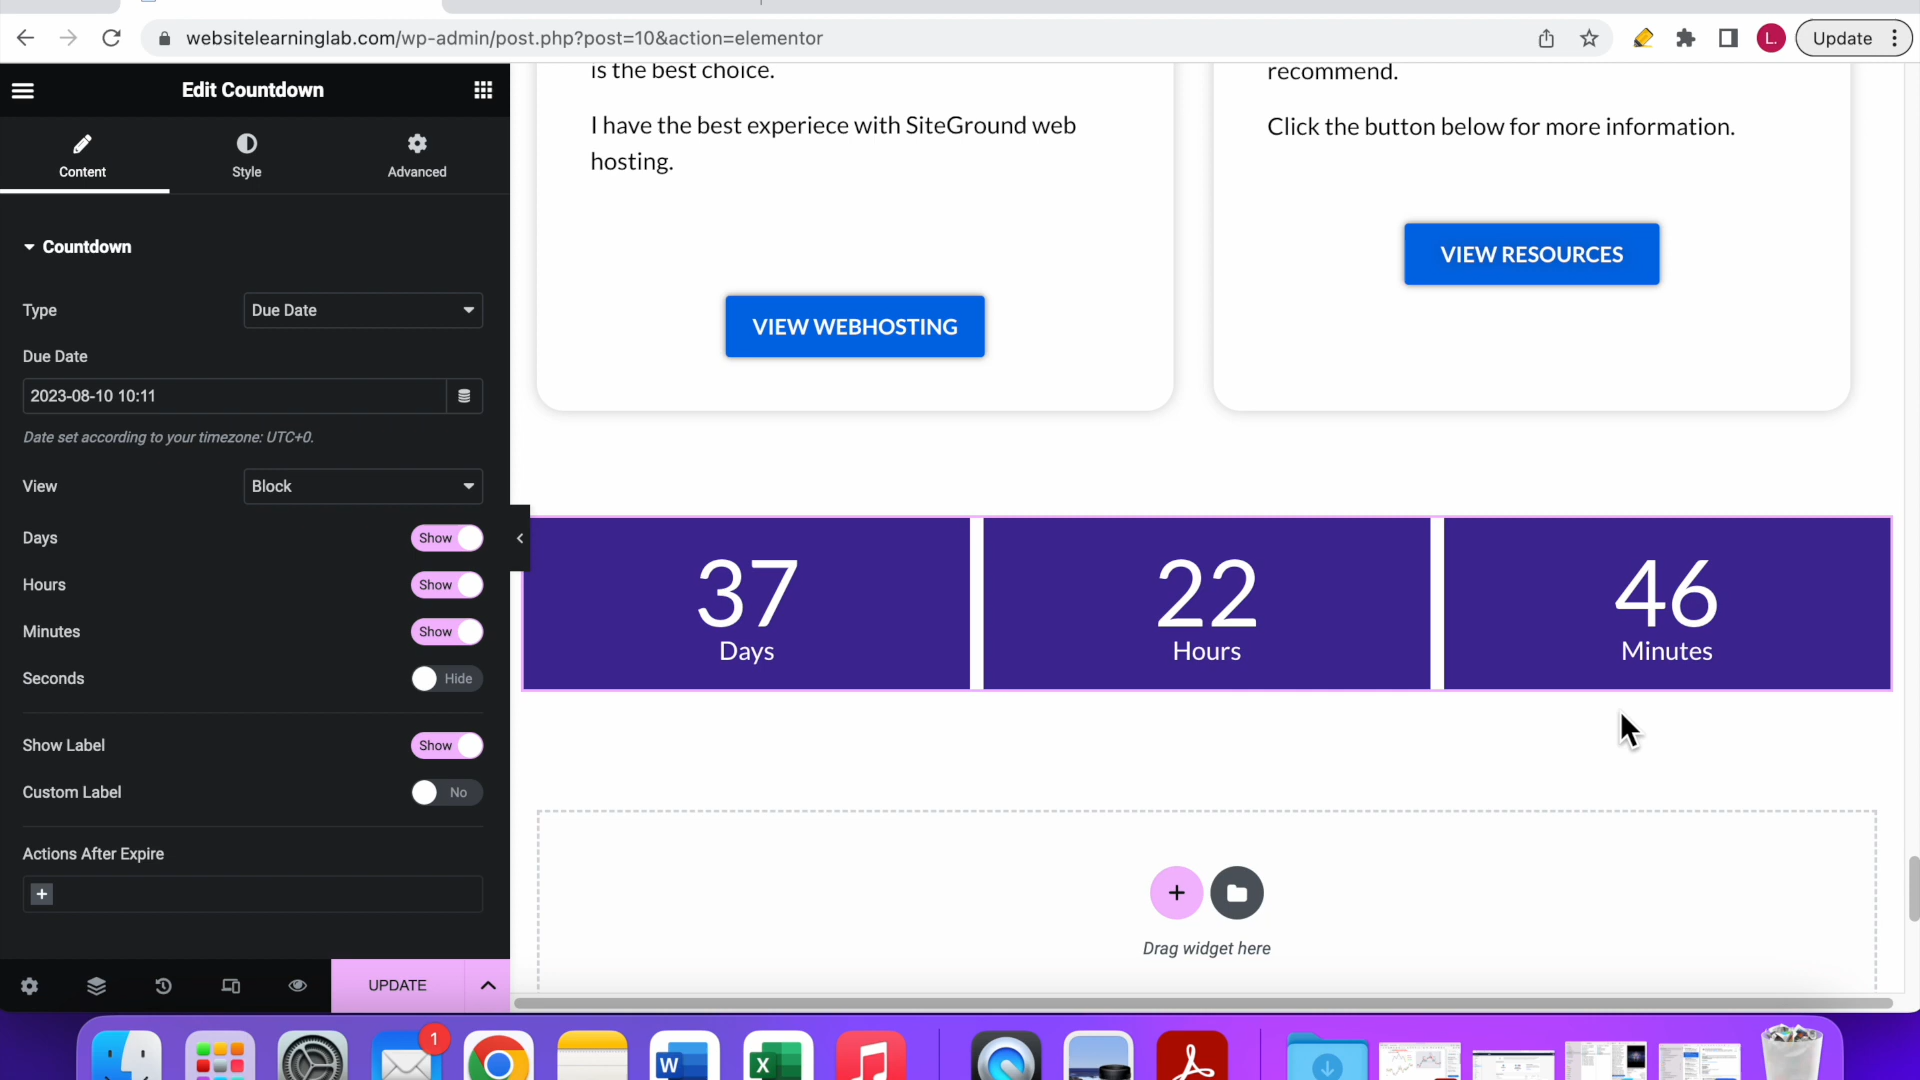 websitelearninglab.com/wp-admin/post.php?post=10&action=elementor
L.
Update
Edit Countdown
Content
Style
Advanced
Countdown
Type
Due Date
Due Date
2023-08-10 10:11
Date set according to your timezone: UTC+0.
View
Block
Days
Show
Hours
Show
Minutes
Show
Seconds
Hide
Show Label
Show
Custom Label
No
Actions After Expire
UPDATE
is the best choice.
I have the best experiece with SiteGround web
hosting.
VIEW WEBHOSTING
recommend.
Click the button below for more information.
VIEW RESOURCES
37
Days
22
Hours
46
Minutes
Drag widget here
1
W
X